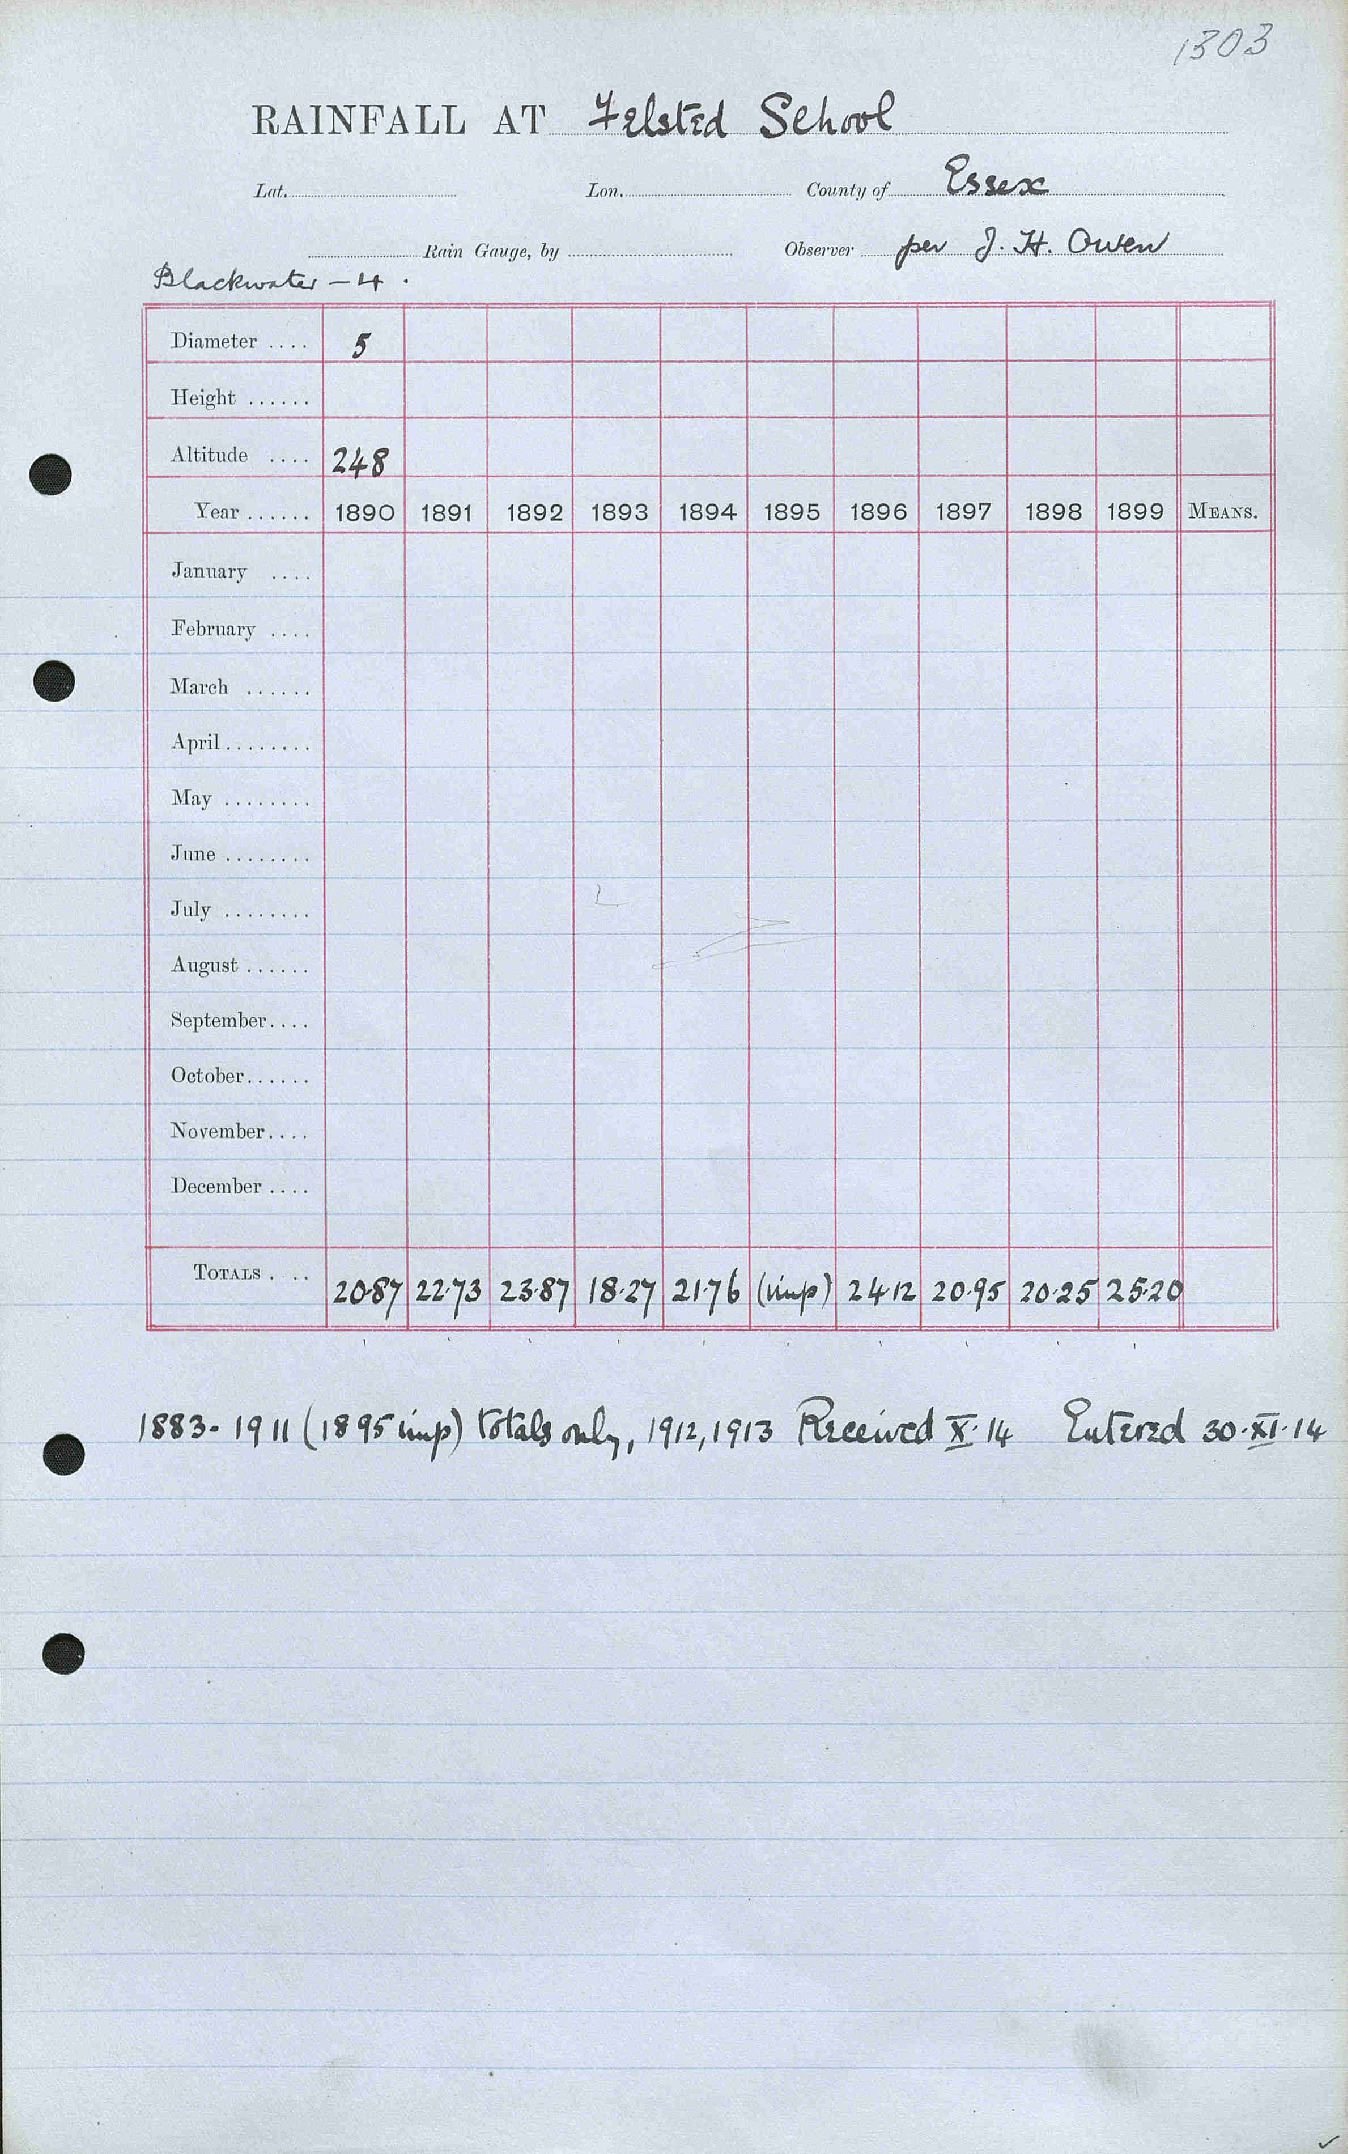 1303
RAINFALL AT Felsted School
Lat. Lon. County of Essex
Rain Gauge, by Observer per J. H. Owen
Blackwater – 4 .
Diameter .... 5
Height ......
Altitude .... 248
Year ...... 1890 1891 1892 1893 1894 1895 1896 1897 1898 1899 MEANS.
January ....
February ....
March ......
April ........
May ........
June ........
July ........
August ......
September....
October......
November....
December ....
TOTALS . .. 20·87 22·73 23·87 18·27 21·76 (imp) 24·12 20·95 20·25 25·20
1883- 1911 (1895 imp) totals only, 1912, 1913 Received X·14 Entered 30·XI·14